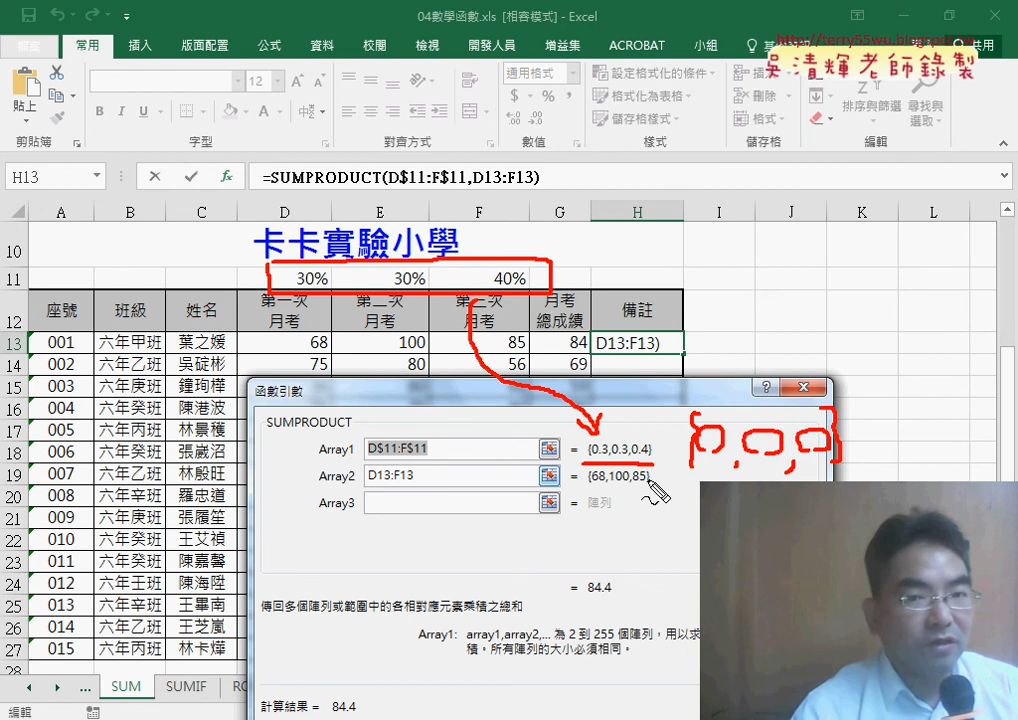 04數學函數.xls [相容模式] - Excel
常用 插入 版面配置 公式 資料 校閱 檢視 開發人員 增益集 ACROBAT 小組 共用
吳清輝老師錄製
貼上 12 通用格式 設定格式化的條件 格式化為表格 儲存格樣式 刪除 格式 排序與篩選 尋找與選取
剪貼簿 字型 對齊方式 數值 樣式 儲存格 編輯
H13 =SUMPRODUCT(D$11:F$11,D13:F13)
A B C D E F G H I J K L
10 卡卡實驗小學
11 30% 30% 40%
12 座號 班級 姓名 第一次月考 第二次月考 第三次月考 月考總成績 備註
13 001 六年甲班 葉之媛 68 100 85 84 D13:F13)
14 002 六年乙班 吳碇彬 75 80 56 69
15 003 六年庚班 鐘珣樺
16 004 六年癸班 陳港波
17 005 六年丙班 林景穫
18 006 六年癸班 張崴沼
19 007 六年乙班 林殷旺
20 008 六年辛班 羅忠道
21 009 六年庚班 張履笙
22 010 六年癸班 王艾禎
23 011 六年癸班 陳嘉馨
24 012 六年壬班 陳海陞
25 013 六年辛班 王畢南
26 014 六年乙班 王芝嵐
27 015 六年丙班 林卡燁
28
函數引數
SUMPRODUCT
Array1 D$11:F$11 = {0.3,0.3,0.4}
Array2 D13:F13 = {68,100,85}
Array3 = 陣列
= 84.4
傳回多個陣列或範圍中的各相對應元素乘積之總和
Array1: array1,array2,... 為 2 到 255 個陣列，用以求
積。所有陣列的大小必須相同。
計算結果 = 84.4
... SUM SUMIF
編輯